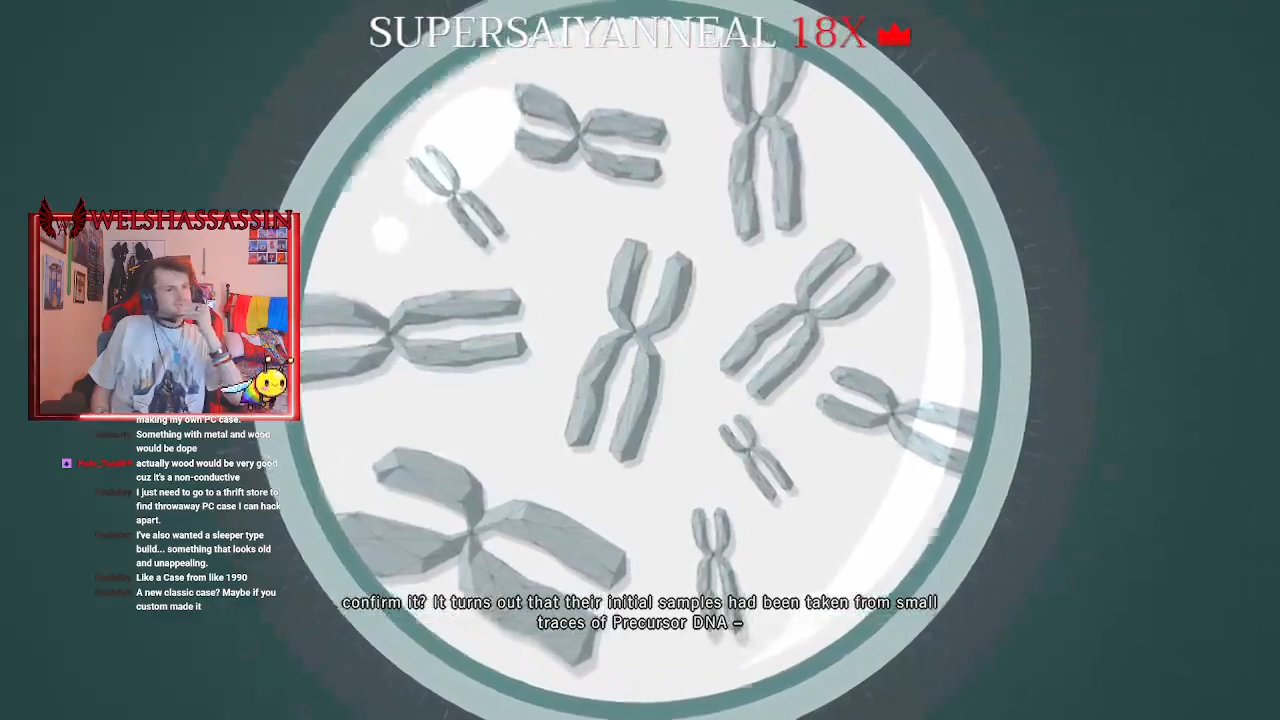 SUPERSAIYANNEAL 18X
WELSHASSASSIN
making my own PC case.
Something with metal and wood
would be dope
actually wood would be very good
cuz it's a non-conductive
I just need to go to a thrift store to
find throwaway PC case I can hack
apart.
I've also wanted a sleeper type
build... something that looks old
and unappealing.
Like a Case from like 1990
A new classic case? Maybe if you
custom made it
confirm it? It turns out that their initial samples had been taken from small
traces of Precursor DNA –